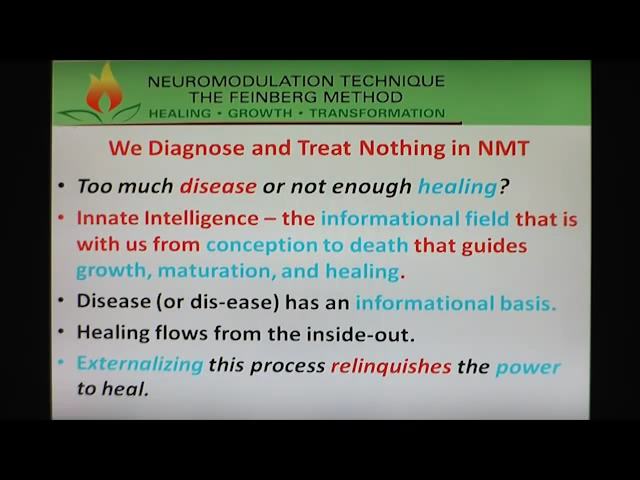 NEUROMODULATION TECHNIQUE
THE FEINBERG METHOD
HEALING • GROWTH • TRANSFORMATION
We Diagnose and Treat Nothing in NMT
• Too much disease or not enough healing?
• Innate Intelligence – the informational field that is
with us from conception to death that guides
growth, maturation, and healing.
• Disease (or dis-ease) has an informational basis.
• Healing flows from the inside-out.
• Externalizing this process relinquishes the power
to heal.